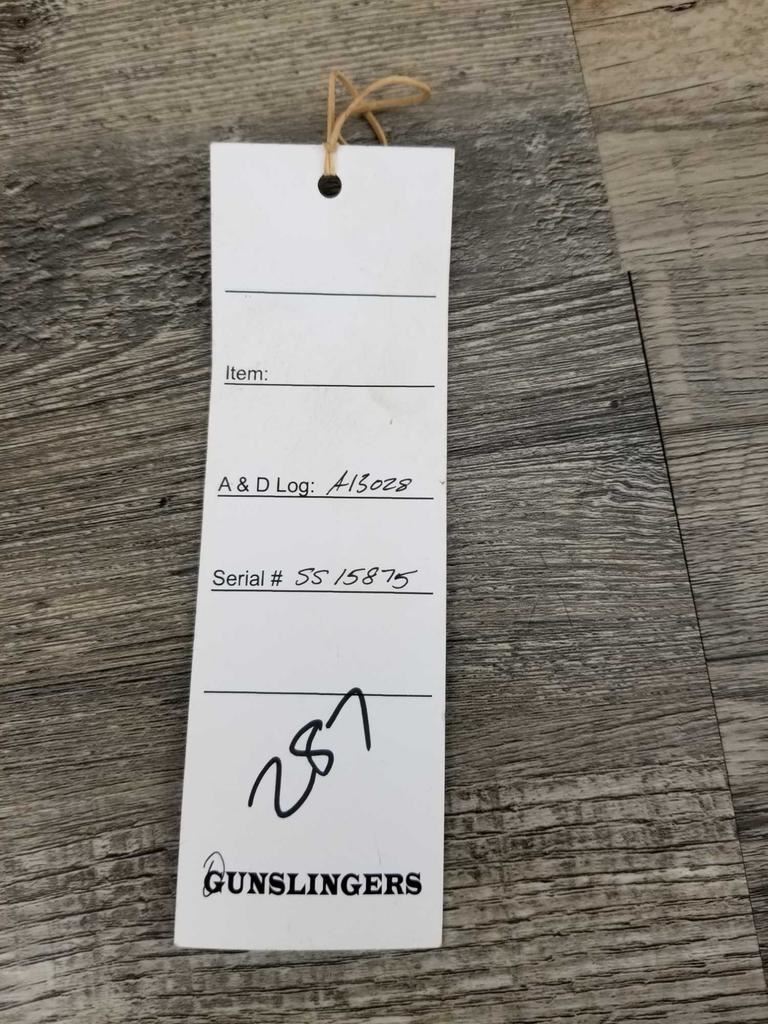 Item:
A & D Log: A13028
Serial # SS15875
287
GUNSLINGERS